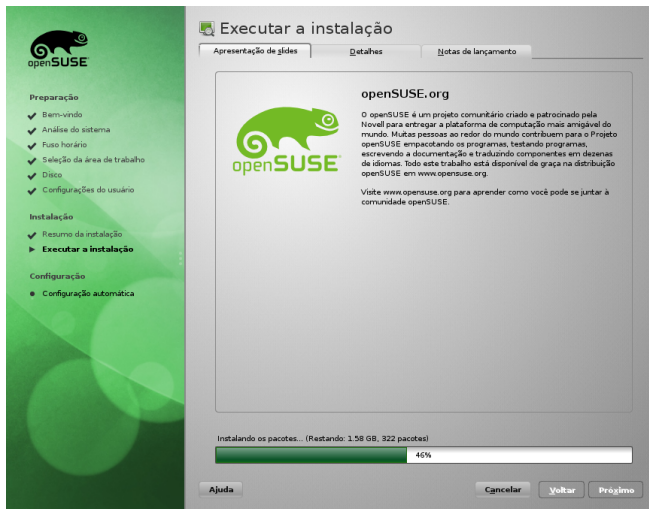 openSUSE
Preparação
Bem-vindo
Análise do sistema
Fuso horário
Seleção da área de trabalho
Disco
Configurações do usuário
Instalação
Resumo da instalação
Executar a instalação
Configuração
Configuração automática
Executar a instalação
Apresentação de slides
Detalhes
Notas de lançamento
openSUSE
openSUSE.org
O openSUSE é um projeto comunitário criado e patrocinado pela
Novell para entregar a plataforma de computação mais amigável do
mundo. Muitas pessoas ao redor do mundo contribuem para o Projeto
openSUSE empacotando os programas, testando programas,
escrevendo a documentação e traduzindo componentes em dezenas
de idiomas. Todo este trabalho está disponível de graça na distribuição
openSUSE em www.opensuse.org.
Visite www.opensuse.org para aprender como você pode se juntar à
comunidade openSUSE.
Instalando os pacotes... (Restando: 1.58 GB, 322 pacotes)
46%
Ajuda
Cancelar
Voltar
Próximo